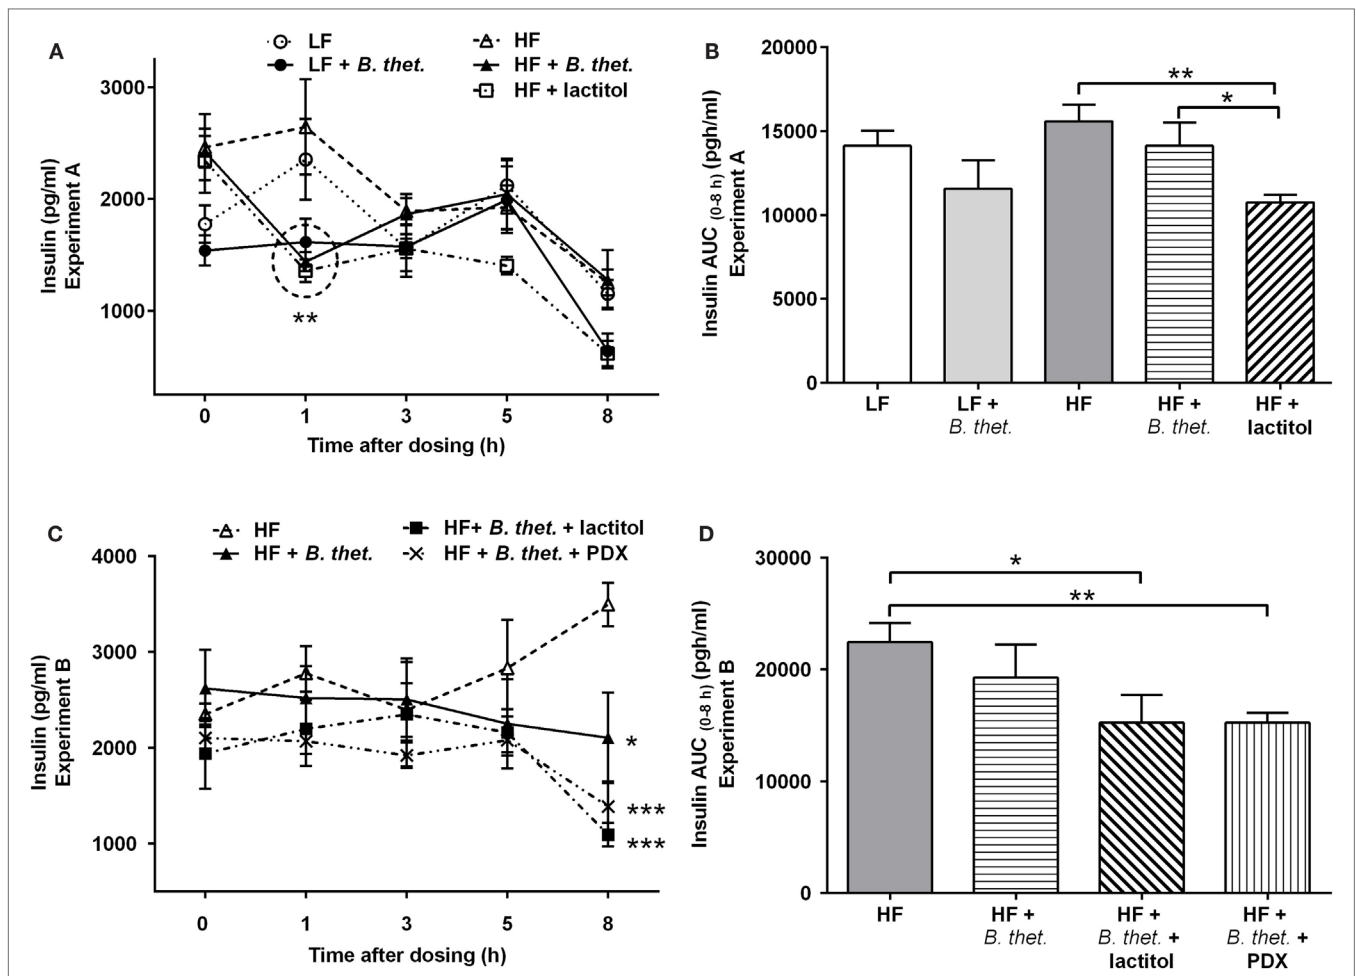 A
LF
LF + B. thet.
HF
HF + B. thet.
HF + lactitol
Insulin (pg/ml)
Experiment A
3000
2000
1000
**
0 1 3 5 8
Time after dosing (h)
B
Insulin AUC (0-8 h) (pgh/ml)
Experiment A
20000
15000
10000
5000
0
**
*
LF
LF +
B. thet.
HF
HF +
B. thet.
HF +
lactitol
C
HF
HF + B. thet.
HF+ B. thet. + lactitol
HF + B. thet. + PDX
Insulin (pg/ml)
Experiment B
4000
3000
2000
1000
*
***
***
0 1 3 5 8
Time after dosing (h)
D
Insulin AUC (0-8 h) (pgh/ml)
Experiment B
30000
20000
10000
0
*
**
HF
HF +
B. thet.
HF +
B. thet. +
lactitol
HF +
B. thet. +
PDX